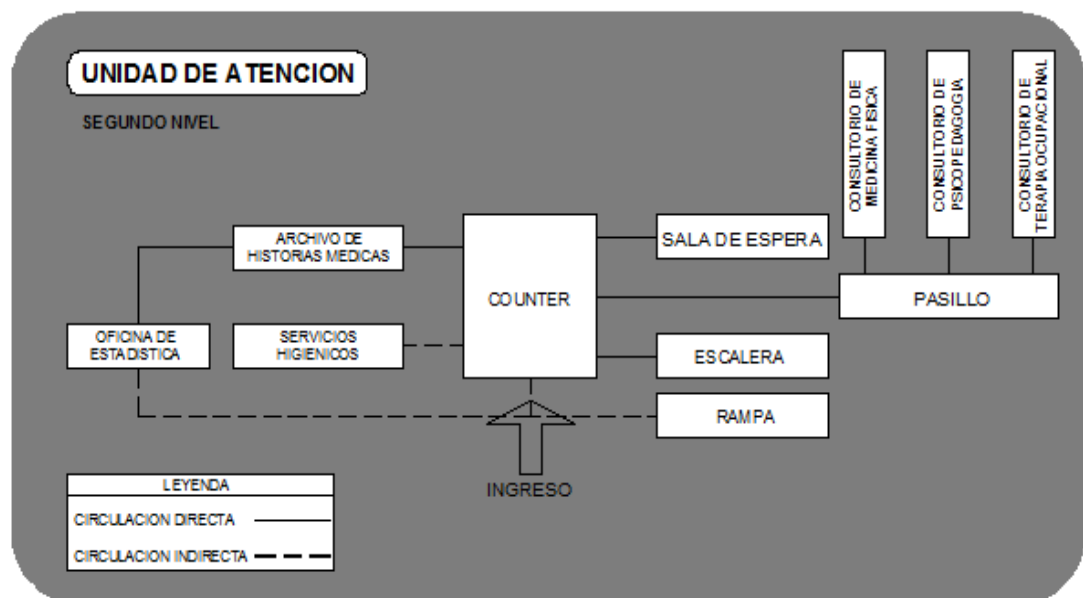 UNIDAD DE ATENCION
SEGUNDO NIVEL
CONSULTORIO DE
MEDICINA FISICA
CONSULTORIO DE
PSICOPEDAGOGIA
CONSULTORIO DE
TERAPIA OCUPACIONAL
ARCHIVO DE
HISTORIAS MEDICAS
SALA DE ESPERA
COUNTER
PASILLO
OFICINA DE
ESTADISTICA
SERVICIOS
HIGIENICOS
ESCALERA
RAMPA
INGRESO
LEYENDA
CIRCULACION DIRECTA
CIRCULACION INDIRECTA